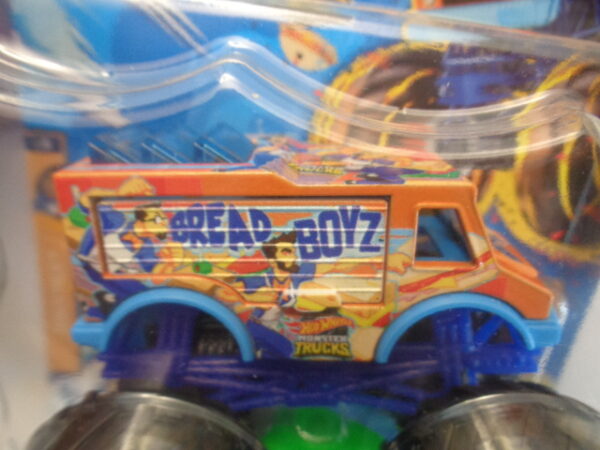 BREAD BOYZ
Hot Wheels
MONSTER
TRUCKS